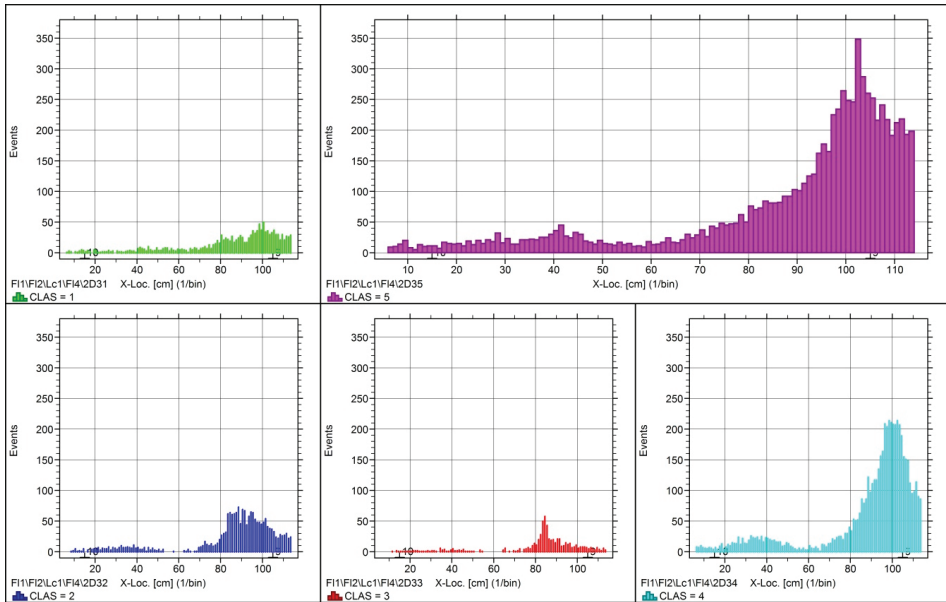 350
300
250
200
150
100
50
0
Events
20 40 60 80 100
FI1\FI2\Lc1\FI4\2D31 X-Loc. [cm] (1/bin)
CLAS = 1
350
300
250
200
150
100
50
0
Events
10 20 30 40 50 60 70 80 90 100 110
FI1\FI2\Lc1\FI4\2D35 X-Loc. [cm] (1/bin)
CLAS = 5
350
300
250
200
150
100
50
0
Events
20 40 60 80 100
FI1\FI2\Lc1\FI4\2D32 X-Loc. [cm] (1/bin)
CLAS = 2
350
300
250
200
150
100
50
0
Events
20 40 60 80 100
FI1\FI2\Lc1\FI4\2D33 X-Loc. [cm] (1/bin)
CLAS = 3
350
300
250
200
150
100
50
0
Events
20 40 60 80 100
FI1\FI2\Lc1\FI4\2D34 X-Loc. [cm] (1/bin)
CLAS = 4